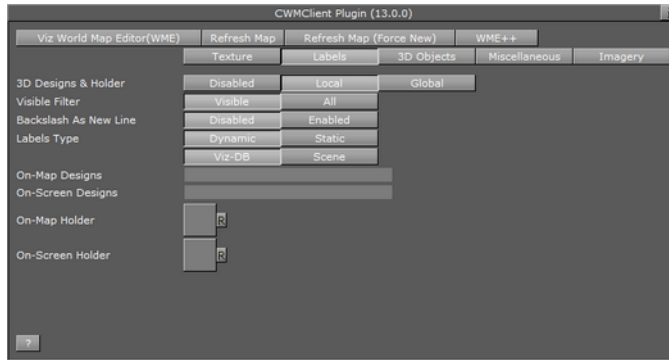 CWMClient Plugin (13.0.0)
Viz World Map Editor(WME) Refresh Map Refresh Map (Force New) WME++
Texture Labels 3D Objects Miscellaneous Imagery
3D Designs & Holder Disabled Local Global
Visible Filter Visible All
Backslash As New Line Disabled Enabled
Labels Type Dynamic Static
Viz-DB Scene
On-Map Designs
On-Screen Designs
On-Map Holder R
On-Screen Holder R
?